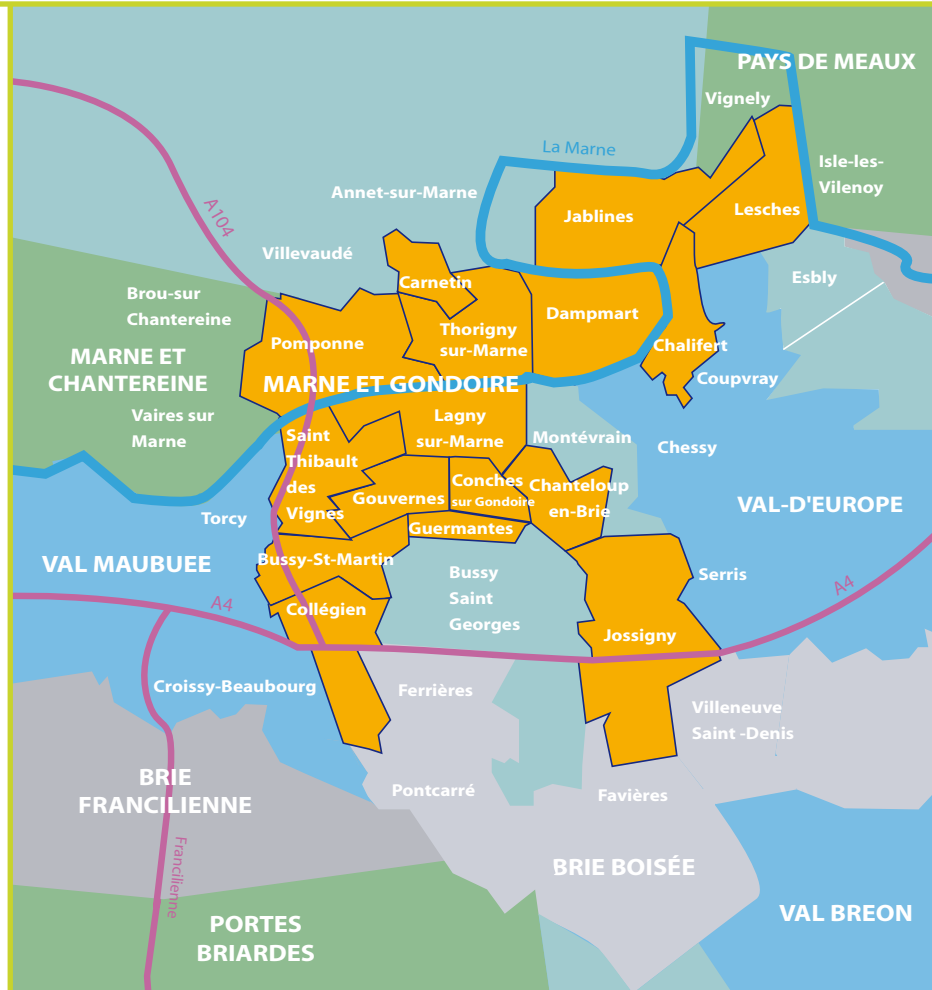 PAYS DE MEAUX
Vignely
La Marne
Isle-les-
Vilenoy
Annet-sur-Marne
Jablines
Lesches
A104
Villevaudé
Carnetin
Esbly
Brou-sur
Chantereine
Dampmart
Thorigny
sur-Marne
Pomponne
Chalifert
MARNE ET
CHANTEREINE
MARNE ET GONDOIRE
Coupvray
Vaires sur
Marne
Lagny
sur-Marne
Saint
Thibault
des
Vignes
Montévrain
Chessy
Conches
sur Gondoire
Chanteloup
en-Brie
Gouvernes
VAL-D'EUROPE
Torcy
Guermantes
VAL MAUBUEE
Bussy-St-Martin
Bussy
Saint
Georges
Serris
A4
A4
Collégien
Jossigny
Croissy-Beaubourg
Ferrières
Villeneuve
Saint -Denis
BRIE
FRANCILIENNE
Pontcarré
Favières
Francilienne
BRIE BOISÉE
VAL BREON
PORTES
BRIARDES